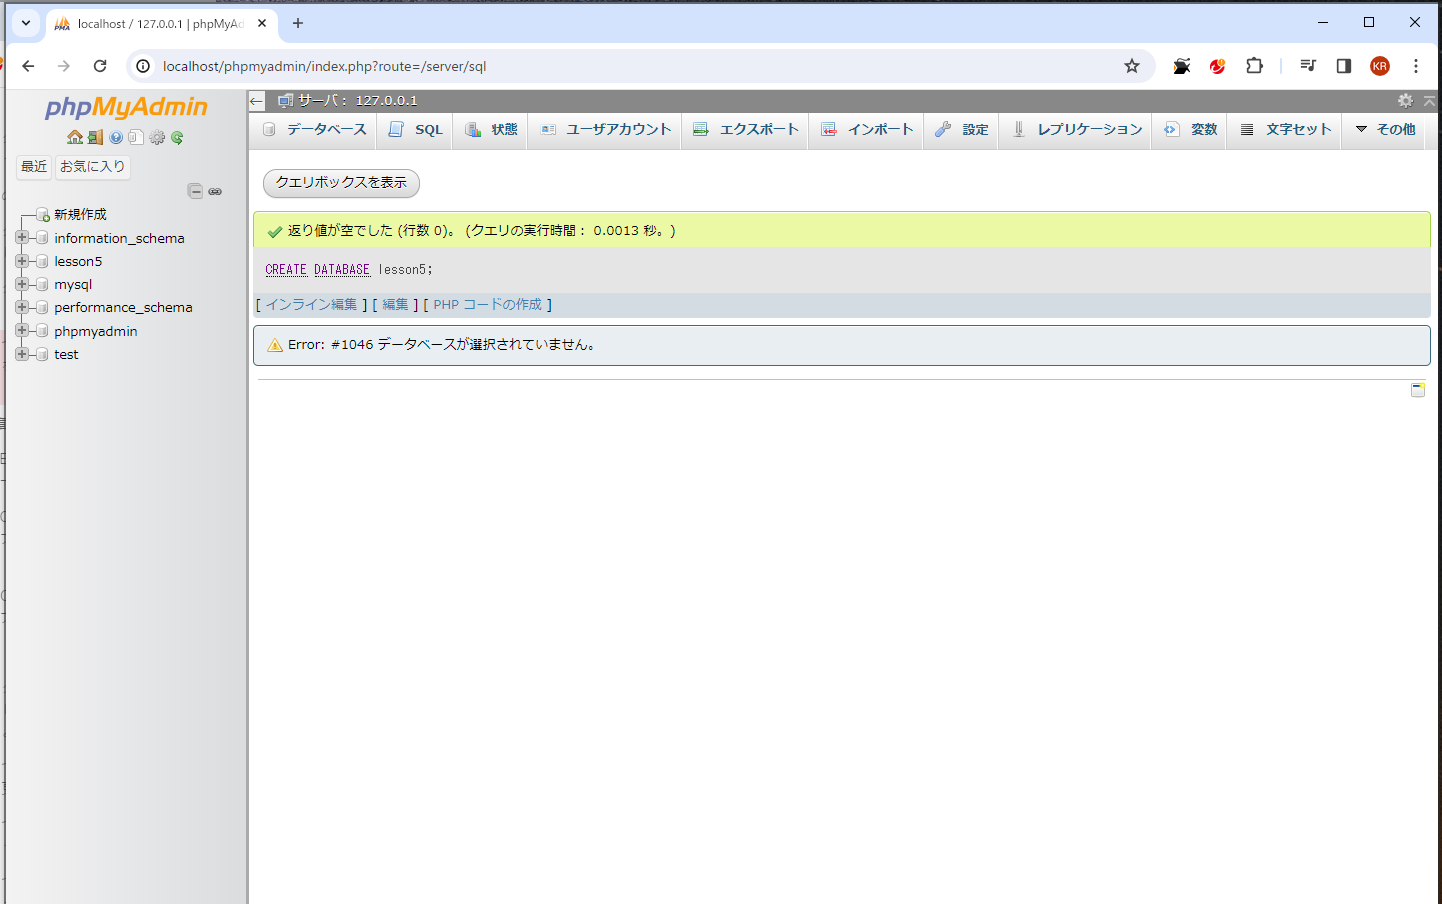 localhost / 127.0.0.1 | phpMyAd
localhost/phpmyadmin/index.php?route=/server/sql
KR
phpMyAdmin
最近 お気に入り
新規作成
information_schema
lesson5
mysql
performance_schema
phpmyadmin
test
サーバ: 127.0.0.1
データベース SQL 状態 ユーザアカウント エクスポート インポート 設定 レプリケーション 変数 文字セット その他
クエリボックスを表示
返り値が空でした (行数 0)。 (クエリの実行時間: 0.0013 秒。)
CREATE DATABASE lesson5;
[ インライン編集 ] [ 編集 ] [ PHP コードの作成 ]
Error: #1046 データベースが選択されていません。